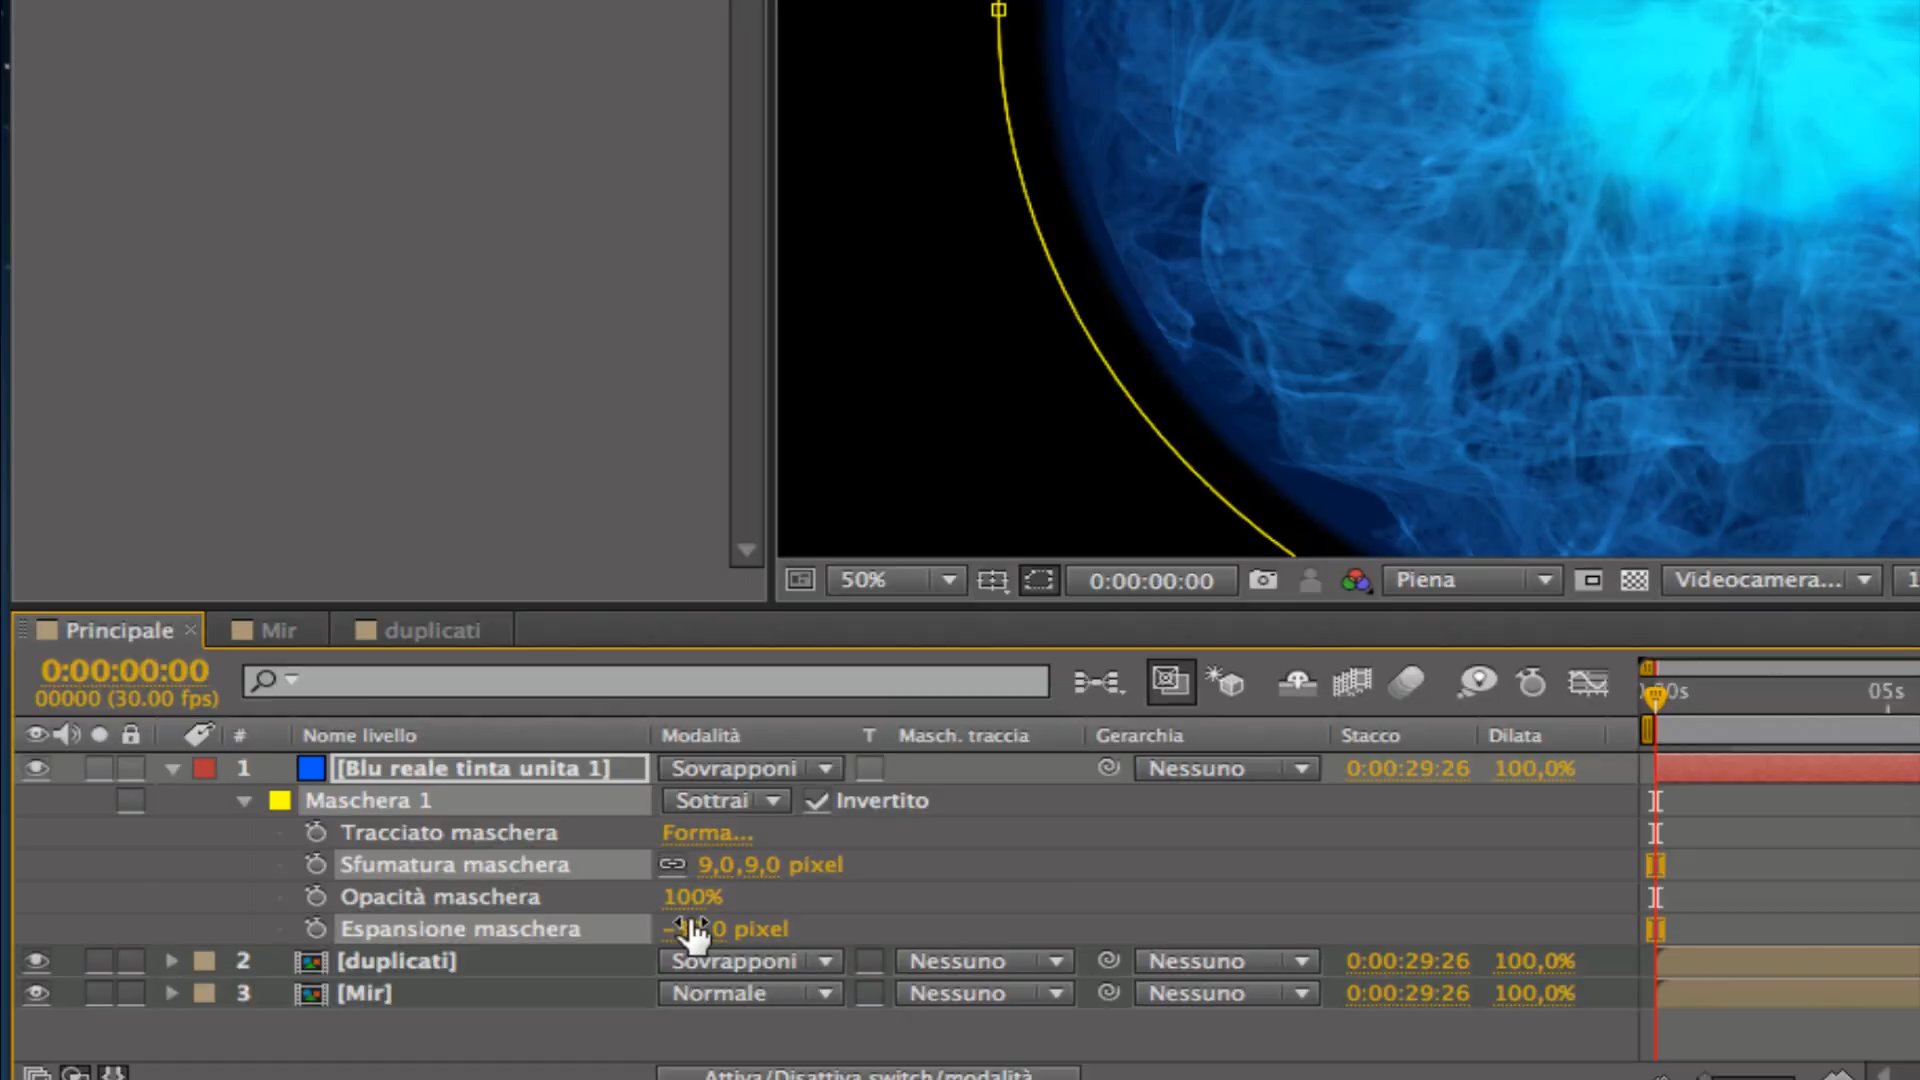 50% 0:00:00:00 Piena Videocamera... 1
Principale × Mir duplicati
0:00:00:00
00000 (30.00 fps)
00s 05s
# Nome livello Modalità T Masch. traccia Gerarchia Stacco Dilata
1 [Blu reale tinta unita 1] Sovrapponi Nessuno 0:00:29:26 100,0%
Maschera 1 Sottrai Invertito
Tracciato maschera Forma...
Sfumatura maschera 9,0,9,0 pixel
Opacità maschera 100%
Espansione maschera 0 pixel
2 [duplicati] Sovrapponi Nessuno Nessuno 0:00:29:26 100,0%
3 [Mir] Normale Nessuno Nessuno 0:00:29:26 100,0%
Attiva/Disattiva switch/modalità